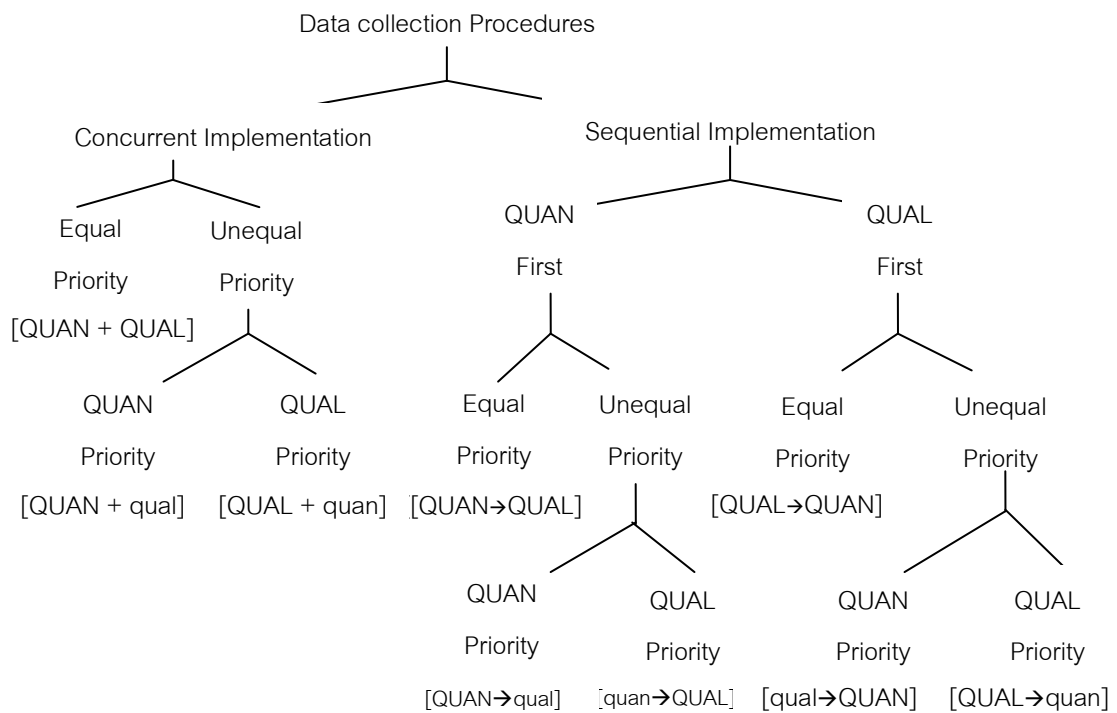 Data collection Procedures
Concurrent Implementation
Sequential Implementation
Equal
Priority
[QUAN + QUAL]
Unequal
Priority
QUAN
Priority
[QUAN + qual]
QUAL
Priority
[QUAL + quan]
QUAN
First
Equal
Priority
[QUAN→QUAL]
Unequal
Priority
QUAN
Priority
[QUAN→qual]
QUAL
Priority
[quan→QUAL]
QUAL
First
Equal
Priority
[QUAL→QUAN]
Unequal
Priority
QUAN
Priority
[qual→QUAN]
QUAL
Priority
[QUAL→quan]